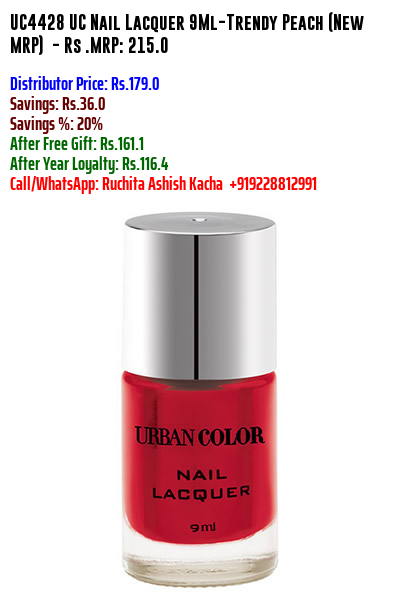 UC4428 UC Nail Lacquer 9Ml-Trendy Peach (New
MRP) - Rs .MRP: 215.0
Distributor Price: Rs.179.0
Savings: Rs.36.0
Savings %: 20%
After Free Gift: Rs.161.1
After Year Loyalty: Rs.116.4
Call/WhatsApp: Ruchita Ashish Kacha +919228812991
URBAN COLOR
NAIL
LACQUER
9ml